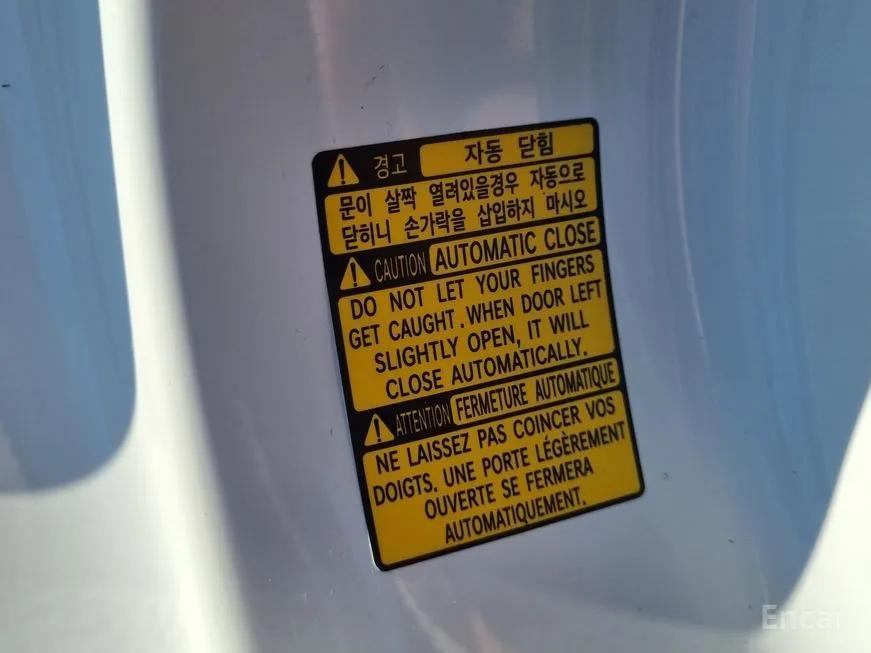 경고 자동 닫힘
문이 살짝 열려있을경우 자동으로
닫히니 손가락을 삽입하지 마시오
CAUTION AUTOMATIC CLOSE
DO NOT LET YOUR FINGERS
GET CAUGHT.WHEN DOOR LEFT
SLIGHTLY OPEN, IT WILL
CLOSE AUTOMATICALLY.
ATTENTION FERMETURE AUTOMATIQUE
NE LAISSEZ PAS COINCER VOS
DOIGTS. UNE PORTE LÉGÈREMENT
OUVERTE SE FERMERA
AUTOMATIQUEMENT.
Encar